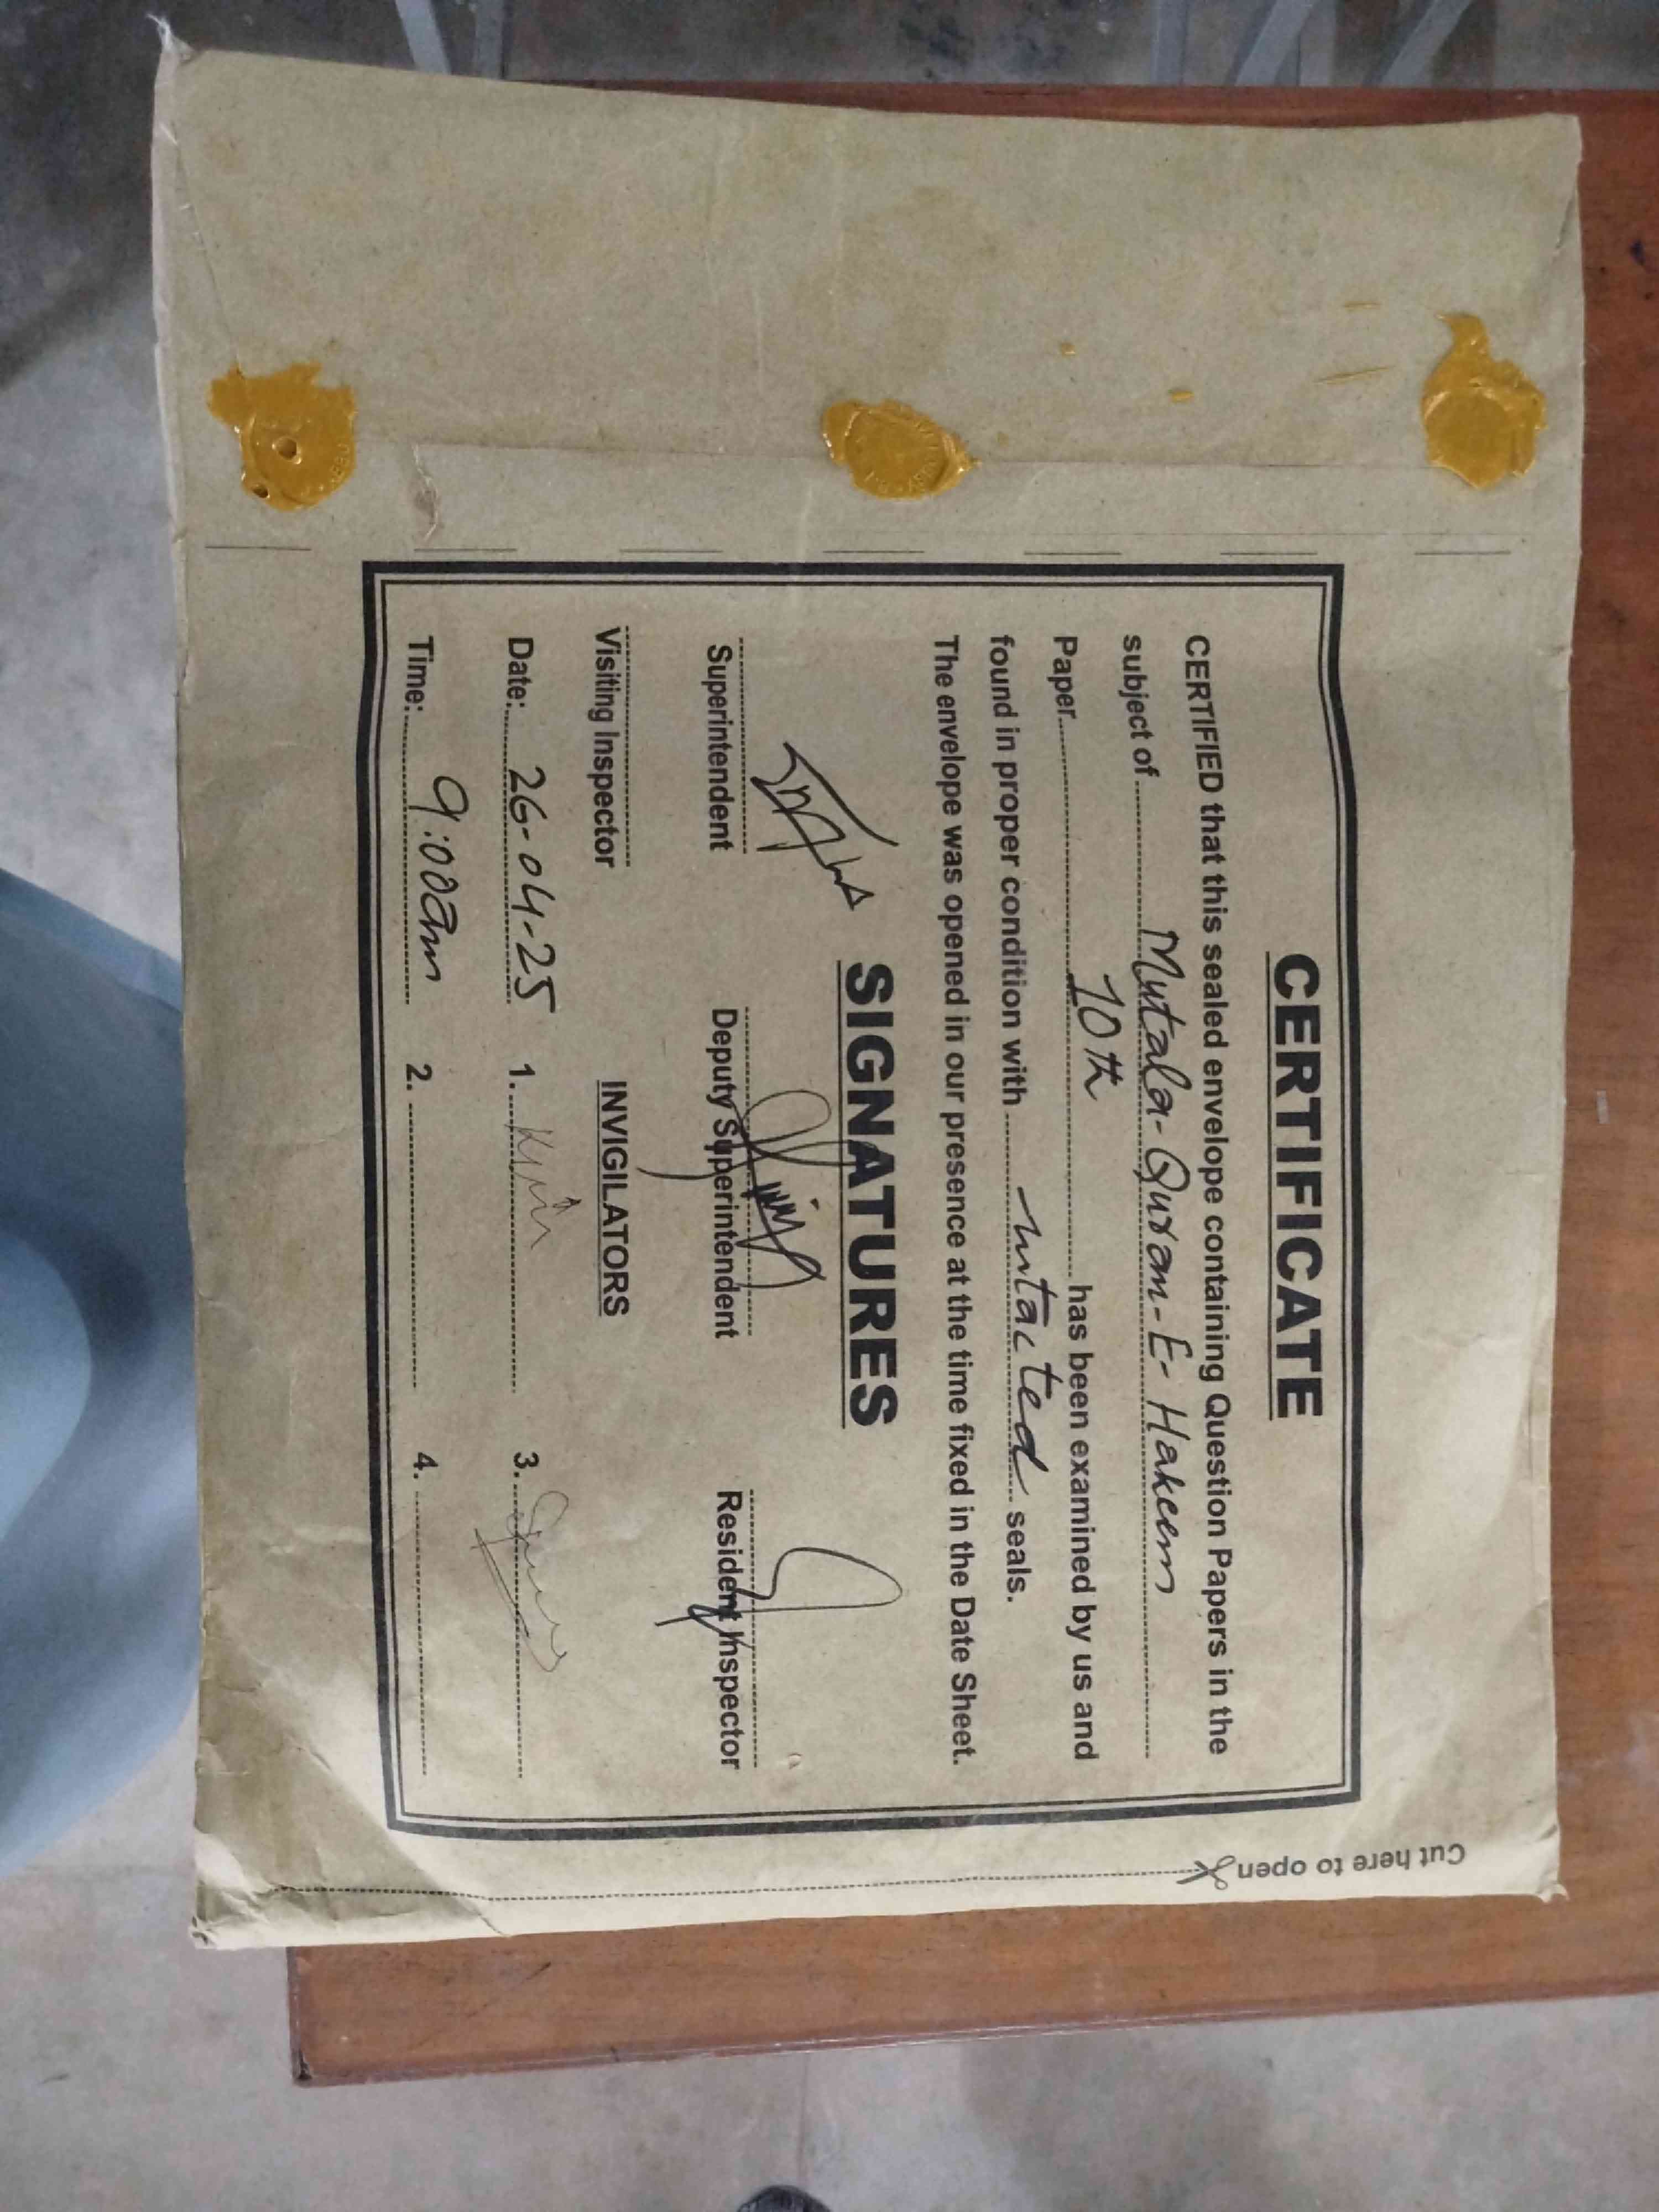 CERTIFICATE
CERTIFIED that this sealed envelope containing Question Papers in the
subject of Mutala-Quran-E-Hakeem
Paper 10th has been examined by us and
found in proper condition with intacted seals.
The envelope was opened in our presence at the time fixed in the Date Sheet.
SIGNATURES
Superintendent Deputy Superintendent Resident Inspector
Visiting Inspector
INVIGILATORS
Date: 26-04-25 1. 3.
Time: 9:00am 2. 4.
Cut here to open